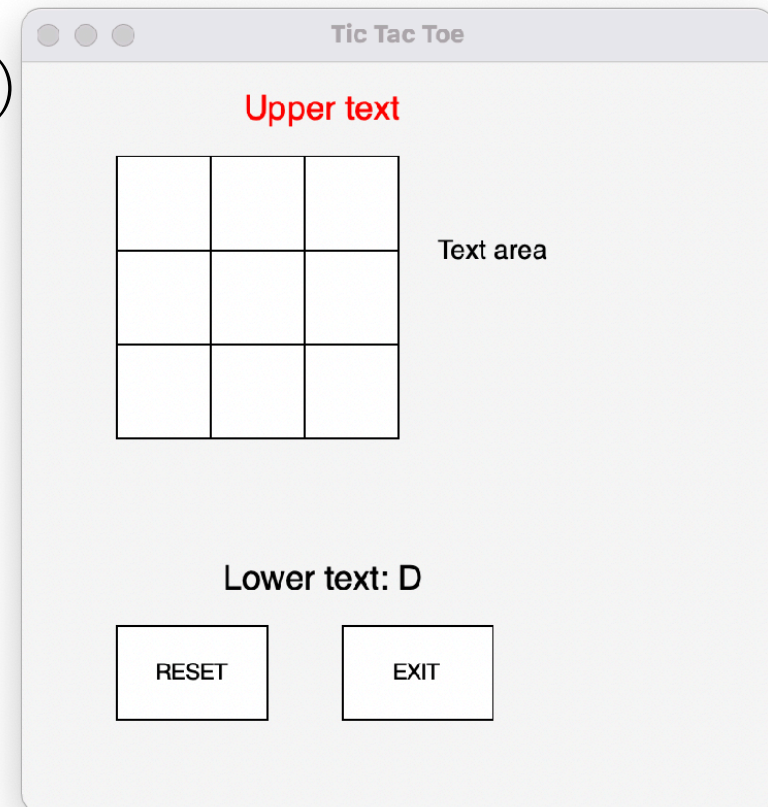 Tic Tac Toe
Upper text
Text area
Lower text: D
RESET
EXIT